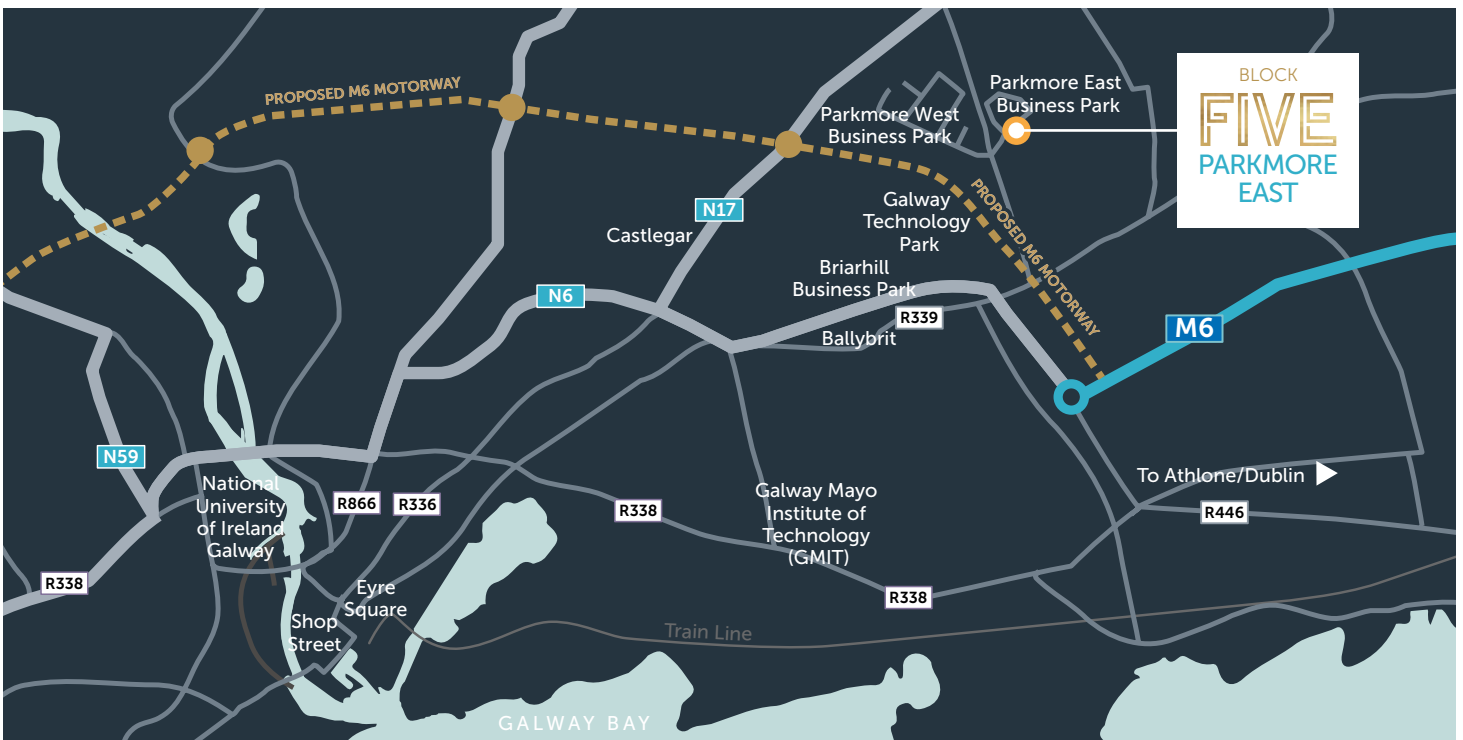 PROPOSED M6 MOTORWAY
Parkmore East
Business Park
BLOCK
FIVE
PARKMORE
EAST
Parkmore West
Business Park
PROPOSED M6 MOTORWAY
Galway
Technology
Park
N17
Castlegar
Briarhill
Business Park
N6
R339
M6
Ballybrit
N59
To Athlone/Dublin
National
University
of Ireland
Galway
R866
R336
R338
Galway Mayo
Institute of
Technology
(GMIT)
R446
R338
Eyre
Square
R338
Shop
Street
Train Line
GALWAY BAY